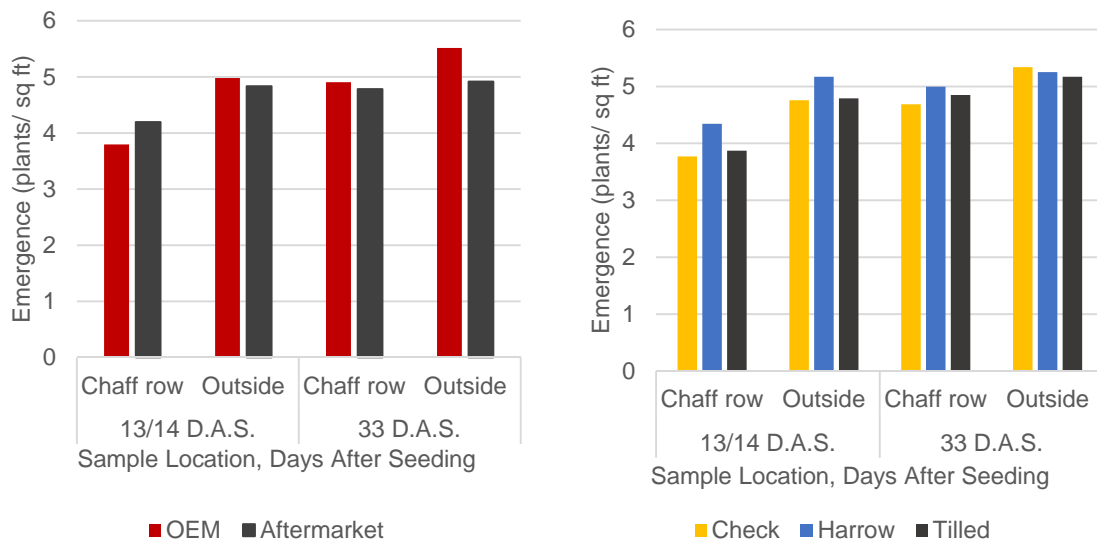 Emergence (plants/ sq ft)
6
5
4
3
2
1
0
Chaff row Outside Chaff row Outside
13/14 D.A.S. 33 D.A.S.
Sample Location, Days After Seeding
OEM Aftermarket
Emergence (plants/ sq ft)
6
5
4
3
2
1
0
Chaff row Outside Chaff row Outside
13/14 D.A.S. 33 D.A.S.
Sample Location, Days After Seeding
Check Harrow Tilled